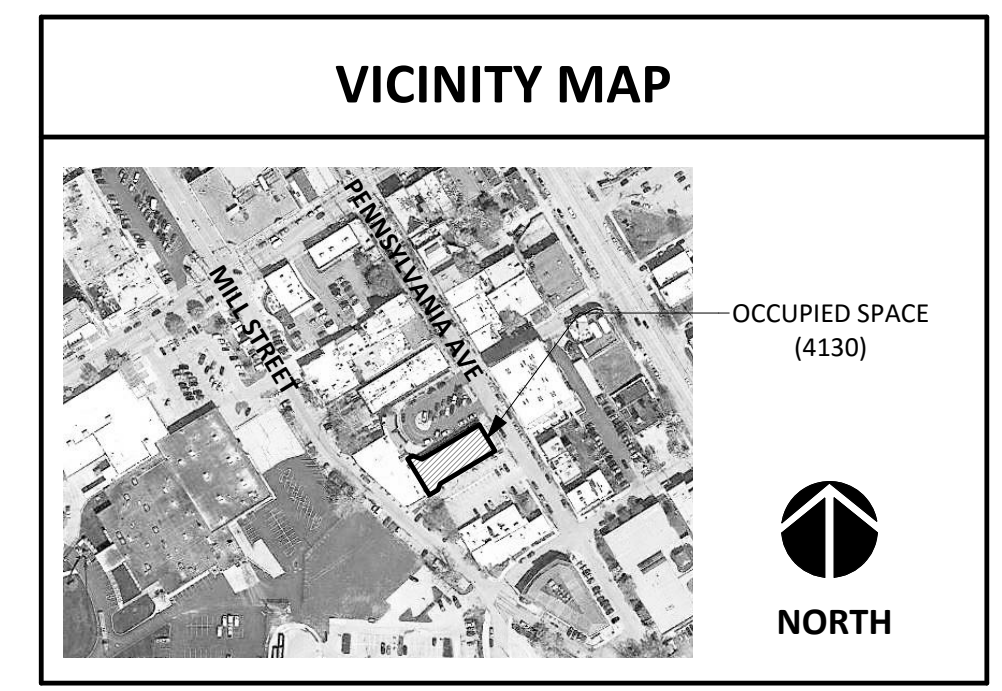 VICINITY MAP
PENNSYLVANIA AVE
MILL STREET
OCCUPIED SPACE
(4130)
NORTH